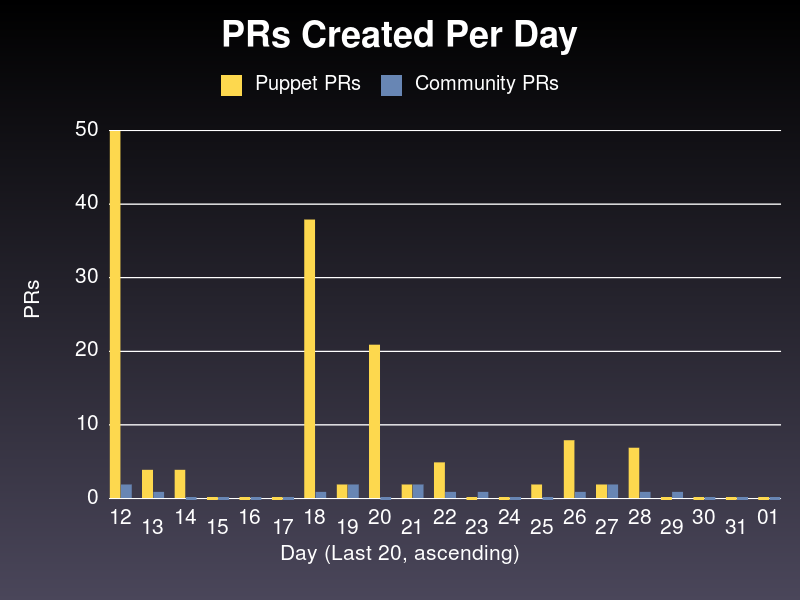 PRs Created Per Day
Puppet PRs Community PRs
50
40
30
20
10
0
PRs
12 13 14 15 16 17 18 19 20 21 22 23 24 25 26 27 28 29 30 31 01
Day (Last 20, ascending)